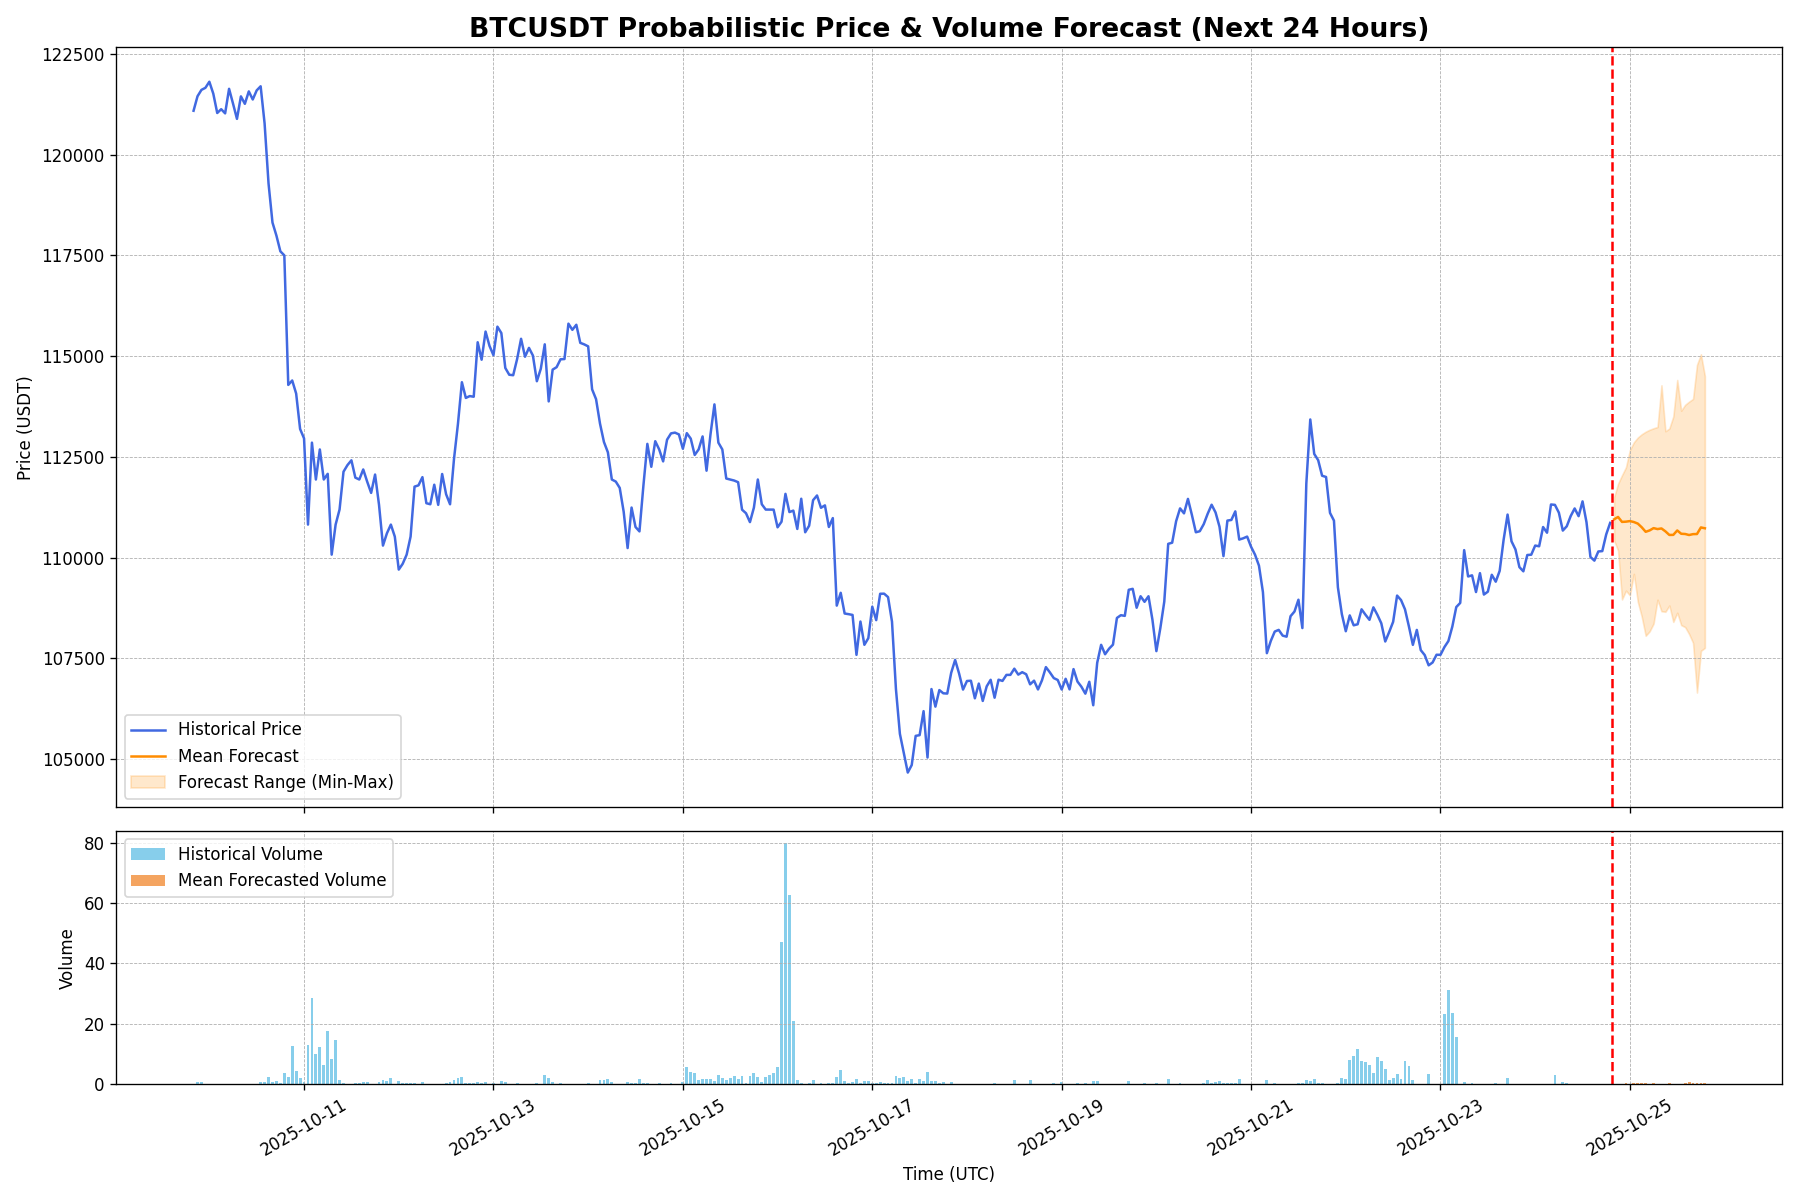 BTCUSDT Probabilistic Price & Volume Forecast (Next 24 Hours)
122500
120000
117500
115000
112500
110000
107500
105000
Price (USDT)
Historical Price
Mean Forecast
Forecast Range (Min-Max)
80
60
40
20
0
Volume
Historical Volume
Mean Forecasted Volume
2025-10-11
2025-10-13
2025-10-15
2025-10-17
2025-10-19
2025-10-21
2025-10-23
2025-10-25
Time (UTC)